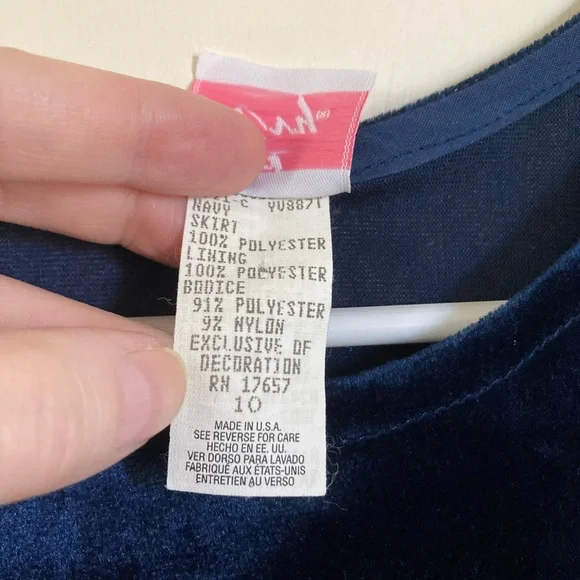 NAVY-C YV8871
SKIRT
100% POLYESTER
LINING
100% POLYESTER
BODICE
91% POLYESTER
9% NYLON
EXCLUSIVE OF
DECORATION
RN 17657
10
MADE IN U.S.A.
SEE REVERSE FOR CARE
HECHO EN EE. UU.
VER DORSO PARA LAVADO
FABRIQUÉ AUX ÉTATS-UNIS
ENTRETIEN AU VERSO